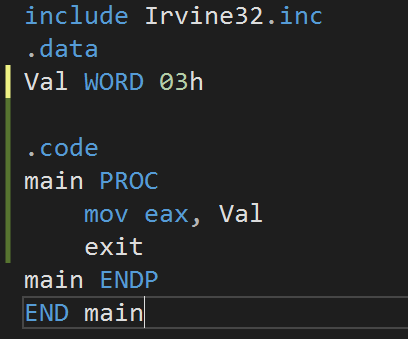 include Irvine32.inc
.data
Val WORD 03h
.code
main PROC
mov eax, Val
exit
main ENDP
END main